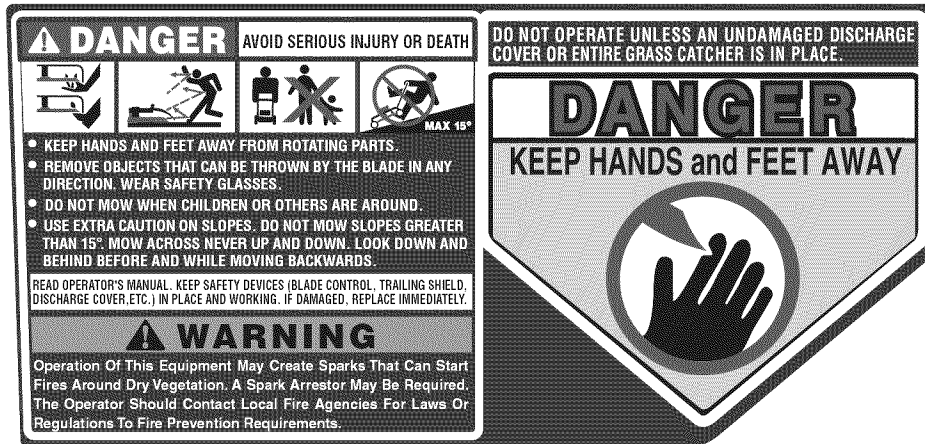 DANGER
AVOID SERIOUS INJURY OR DEATH
MAX 15°
• KEEP HANDS AND FEET AWAY FROM ROTATING PARTS.
• REMOVE OBJECTS THAT CAN BE THROWN BY THE BLADE IN ANY
DIRECTION. WEAR SAFETY GLASSES.
• DO NOT MOW WHEN CHILDREN OR OTHERS ARE AROUND.
• USE EXTRA CAUTION ON SLOPES. DO NOT MOW SLOPES GREATER
THAN 15°. MOW ACROSS NEVER UP AND DOWN. LOOK DOWN AND
BEHIND BEFORE AND WHILE MOVING BACKWARDS.
READ OPERATOR'S MANUAL. KEEP SAFETY DEVICES (BLADE CONTROL, TRAILING SHIELD,
DISCHARGE COVER,ETC.) IN PLACE AND WORKING. IF DAMAGED, REPLACE IMMEDIATELY.
WARNING
Operation Of This Equipment May Create Sparks That Can Start
Fires Around Dry Vegetation. A Spark Arrestor May Be Required.
The Operator Should Contact Local Fire Agencies For Laws Or
Regulations To Fire Prevention Requirements.
DO NOT OPERATE UNLESS AN UNDAMAGED DISCHARGE
COVER OR ENTIRE GRASS CATCHER IS IN PLACE.
DANGER
KEEP HANDS and FEET AWAY